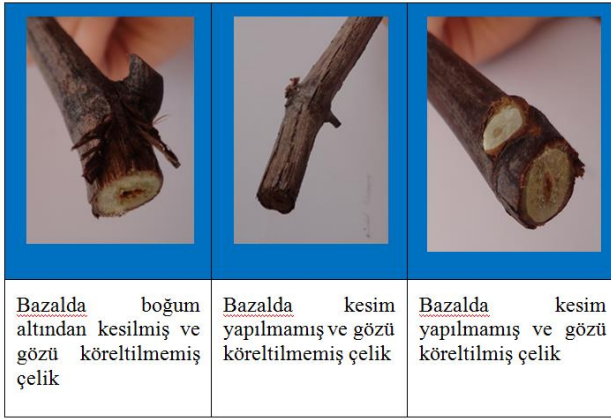 Bazalda boğum
altından kesilmiş ve
gözü köreltilmemiş
çelik
Bazalda kesim
yapılmamış ve gözü
köreltilmemiş çelik
Bazalda kesim
yapılmamış ve gözü
köreltilmiş çelik